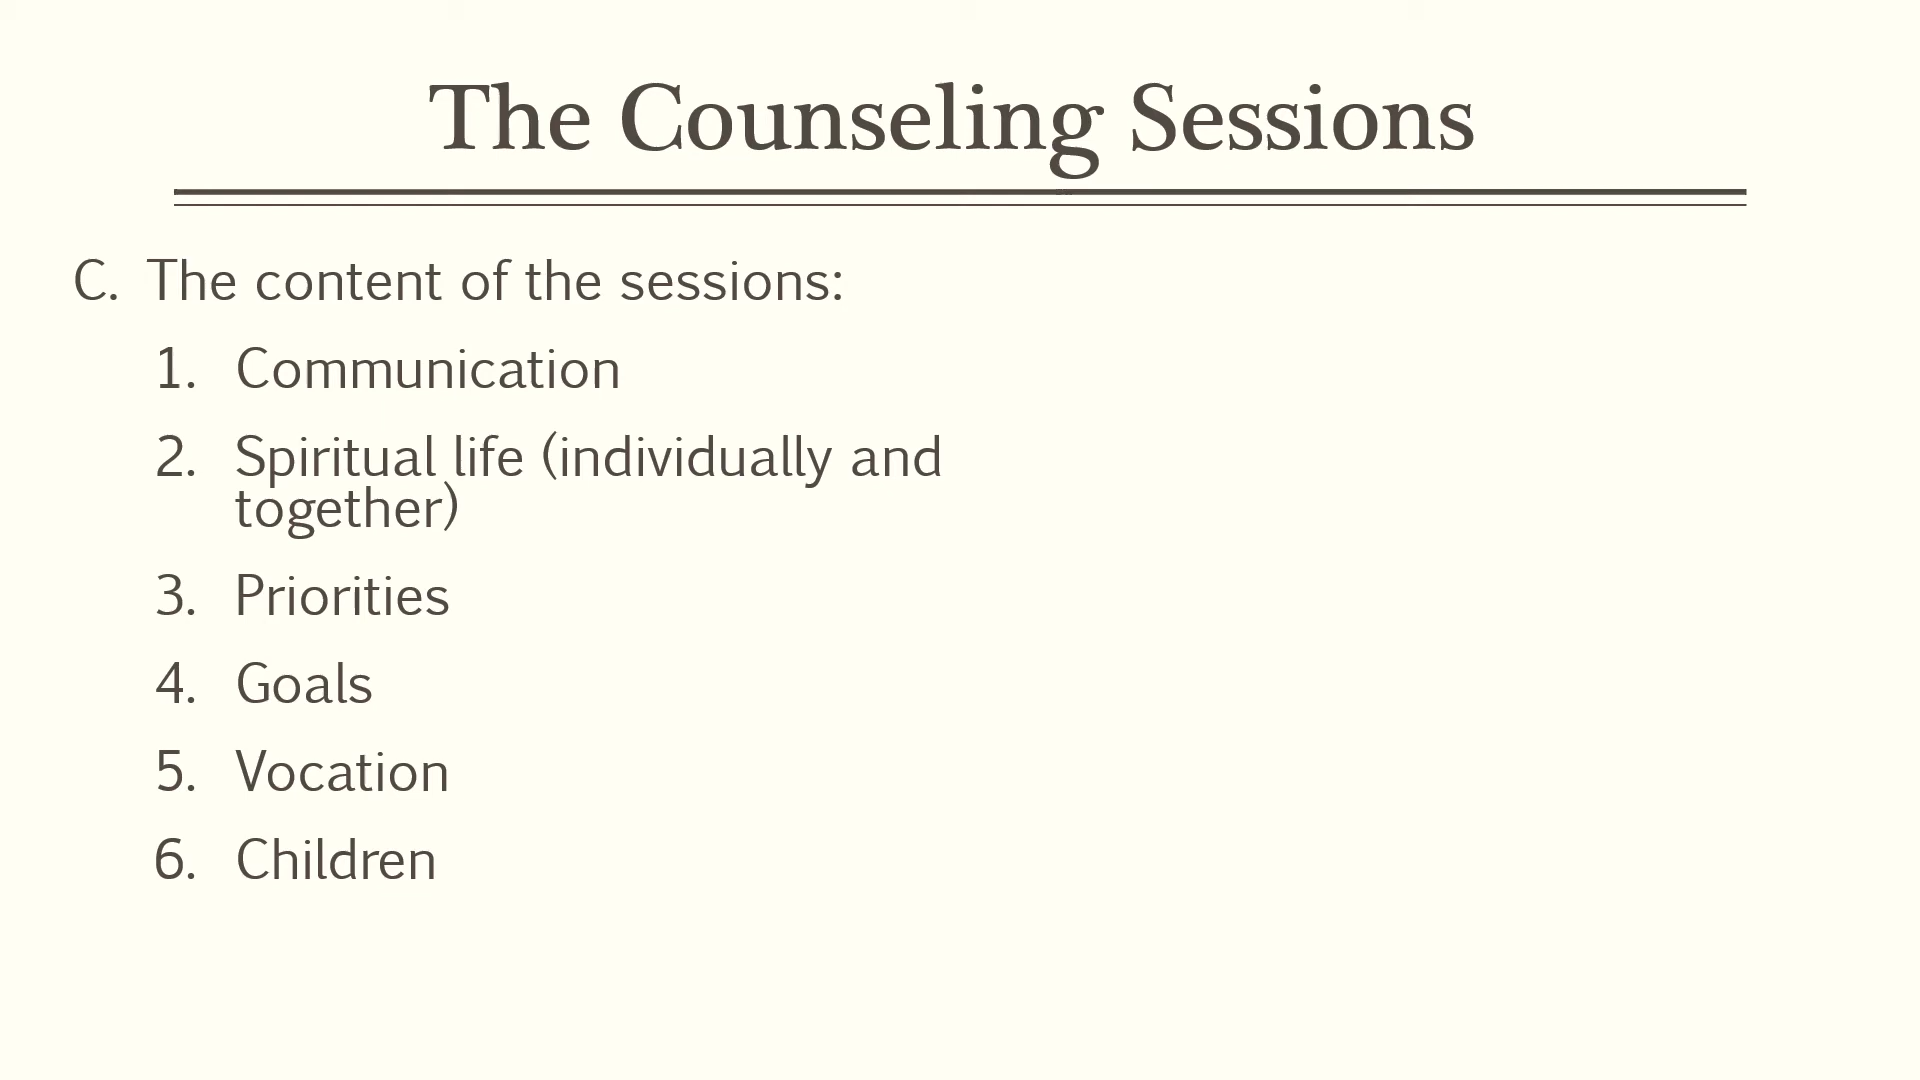 The Counseling Sessions
C. The content of the sessions:
1. Communication
2. Spiritual life (individually and
together)
3. Priorities
4. Goals
5. Vocation
6. Children